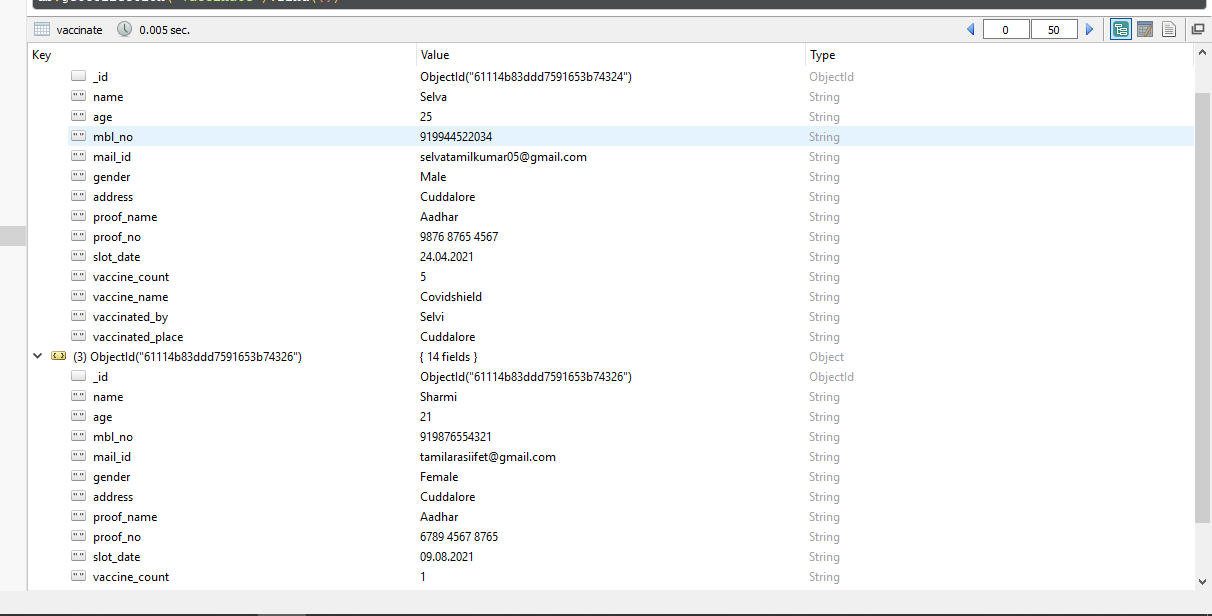 vaccinate 0.005 sec. 0 50
Key Value Type
_id ObjectId("61114b83ddd7591653b74324") ObjectId
name Selva String
age 25 String
mbl_no 919944522034 String
mail_id selvatamilkumar05@gmail.com String
gender Male String
address Cuddalore String
proof_name Aadhar String
proof_no 9876 8765 4567 String
slot_date 24.04.2021 String
vaccine_count 5 String
vaccine_name Covidshield String
vaccinated_by Selvi String
vaccinated_place Cuddalore String
(3) ObjectId("61114b83ddd7591653b74326") { 14 fields } Object
_id ObjectId("61114b83ddd7591653b74326") ObjectId
name Sharmi String
age 21 String
mbl_no 919876554321 String
mail_id tamilarasiifet@gmail.com String
gender Female String
address Cuddalore String
proof_name Aadhar String
proof_no 6789 4567 8765 String
slot_date 09.08.2021 String
vaccine_count 1 String